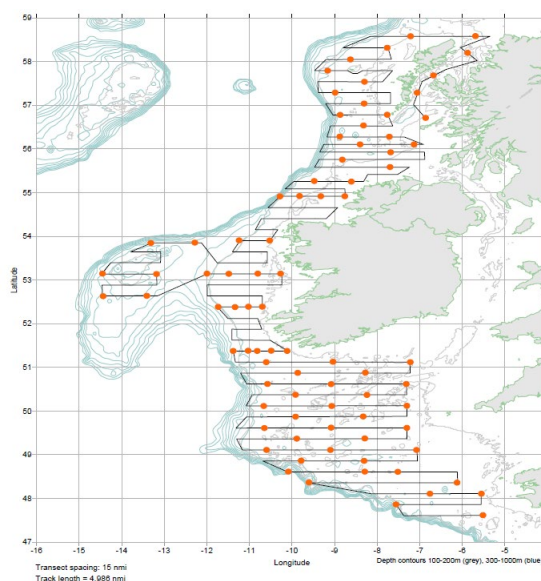 59
58
57
56
55
54
53
52
51
50
49
48
47
Latitude
-16 -15 -14 -13 -12 -11 -10 -9 -8 -7 -6 -5
Longitude
Transect spacing: 15 nmi
Depth contours 100-200m (grey), 300-1000m (blue
Track length = 4,986 nmi